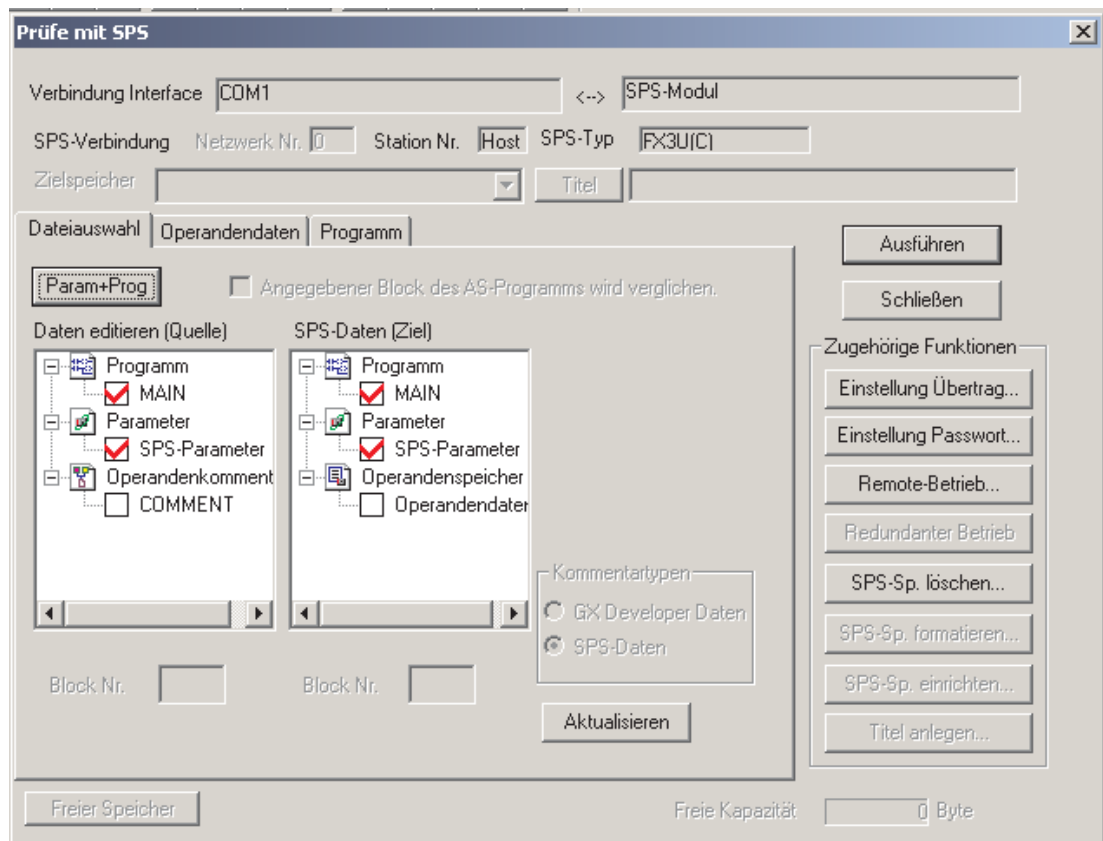 Prüfe mit SPS
Verbindung Interface COM1 <--> SPS-Modul
SPS-Verbindung Netzwerk Nr. 0 Station Nr. Host SPS-Typ FX3U(C)
Zielspeicher Titel
Dateiauswahl Operandendaten Programm
Ausführen
Param+Prog Angegebener Block des AS-Programms wird verglichen.
Schließen
Daten editieren (Quelle) SPS-Daten (Ziel)
Zugehörige Funktionen
Programm Programm
MAIN MAIN
Einstellung Übertrag...
Parameter Parameter
Einstellung Passwort...
SPS-Parameter SPS-Parameter
Operandenkomment Operandenspeicher
Remote-Betrieb...
COMMENT Operandendaten
Redundanter Betrieb
Kommentartypen
SPS-Sp. löschen...
GX Developer Daten
SPS-Sp. formatieren...
SPS-Daten
Block Nr. Block Nr.
SPS-Sp. einrichten...
Aktualisieren
Titel anlegen...
Freier Speicher Freie Kapazität 0 Byte